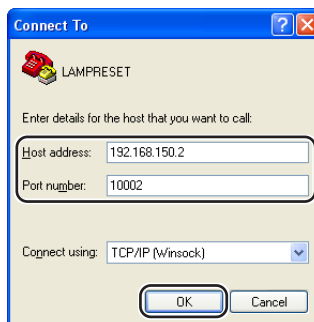 Connect To
LAMPRESET
Enter details for the host that you want to call:
Host address: 192.168.150.2
Port number: 10002
Connect using: TCP/IP (Winsock)
OK Cancel